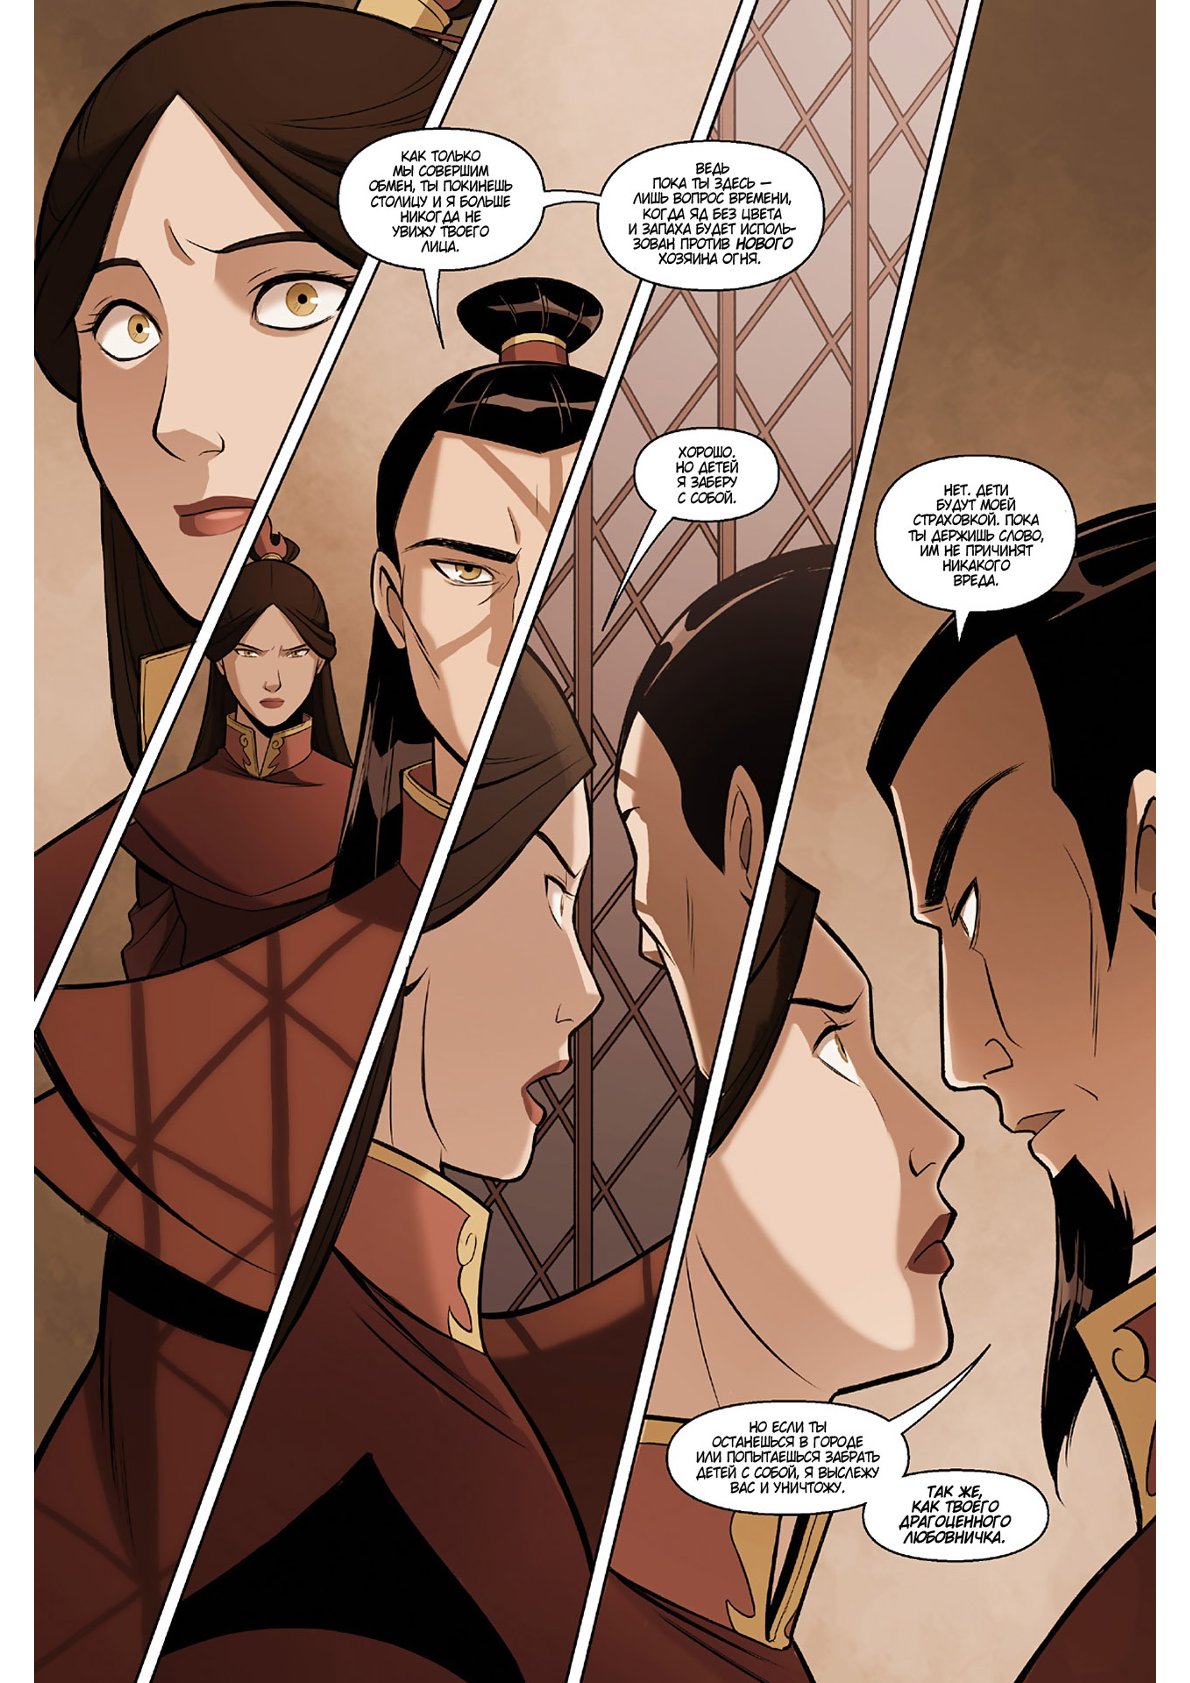 КАК ТОЛЬКО
МЫ СОВЕРШИМ
ОБМЕН, ТЫ ПОКИНЕШЬ
СТОЛИЦУ И Я БОЛЬШЕ
НИКОГДА НЕ
УВИЖУ ТВОЕГО
ЛИЦА.
ВЕДЬ
ПОКА ТЫ ЗДЕСЬ –
ЛИШЬ ВОПРОС ВРЕМЕНИ,
КОГДА ЯД БЕЗ ЦВЕТА
И ЗАПАХА БУДЕТ ИСПОЛЬ-
ЗОВАН ПРОТИВ НОВОГО
ХОЗЯИНА ОГНЯ.
ХОРОШО.
НО ДЕТЕЙ
Я ЗАБЕРУ
С СОБОЙ.
НЕТ. ДЕТИ
БУДУТ МОЕЙ
СТРАХОВКОЙ. ПОКА
ТЫ ДЕРЖИШЬ СЛОВО,
ИМ НЕ ПРИЧИНЯТ
НИКАКОГО
ВРЕДА.
НО ЕСЛИ ТЫ
ОСТАНЕШЬСЯ В ГОРОДЕ
ИЛИ ПОПЫТАЕШЬСЯ ЗАБРАТЬ
ДЕТЕЙ С СОБОЙ, Я ВЫСЛЕЖУ
ВАС И УНИЧТОЖУ.
ТАК ЖЕ,
КАК ТВОЕГО
ДРАГОЦЕННОГО
ЛЮБОВНИЧКА.